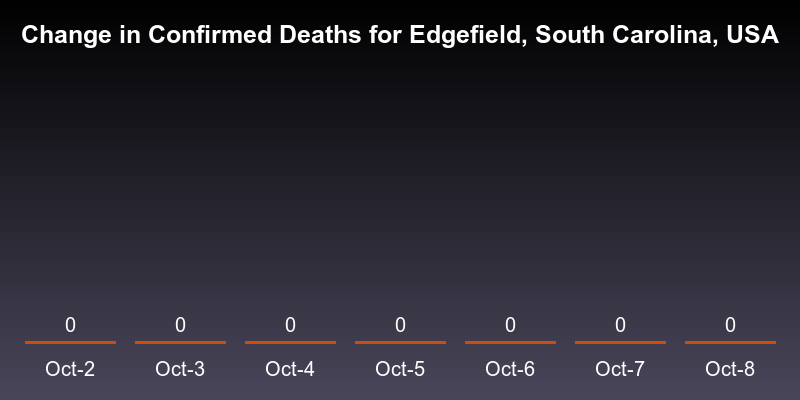 Change in Confirmed Deaths for Edgefield, South Carolina, USA
0 0 0 0 0 0 0
Oct-2 Oct-3 Oct-4 Oct-5 Oct-6 Oct-7 Oct-8